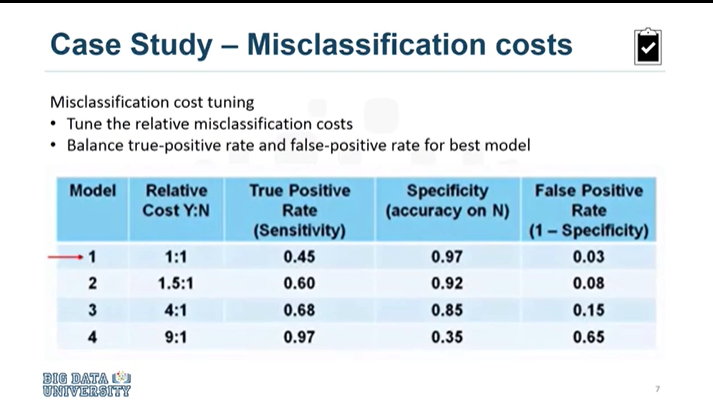 Case Study – Misclassification costs
Misclassification cost tuning
• Tune the relative misclassification costs
• Balance true-positive rate and false-positive rate for best model
Model Relative Cost Y:N True Positive Rate (Sensitivity) Specificity (accuracy on N) False Positive Rate (1 – Specificity)
1 1:1 0.45 0.97 0.03
2 1.5:1 0.60 0.92 0.08
3 4:1 0.68 0.85 0.15
4 9:1 0.97 0.35 0.65
BIG DATA
UNIVERSITY
7